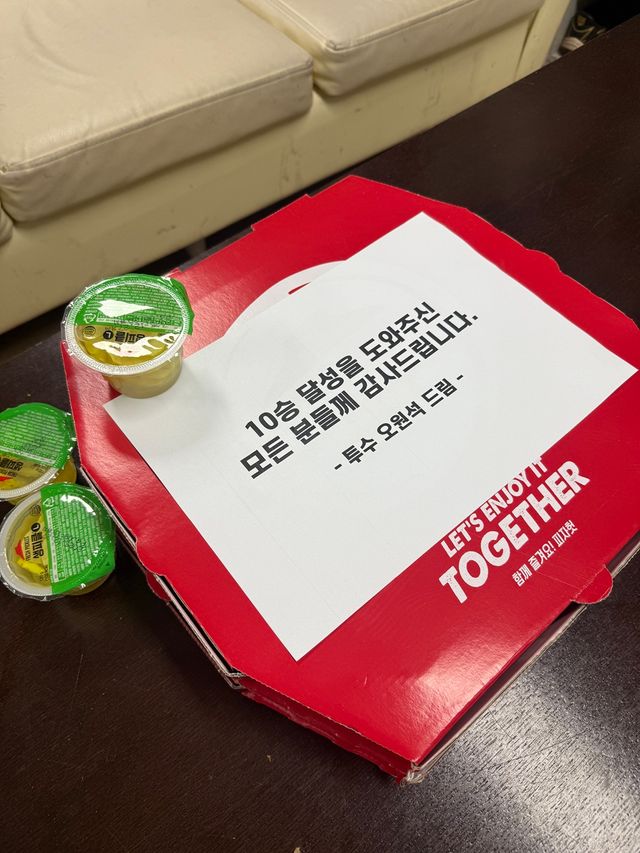 10승 달성을 도와주신
모든 분들께 감사드립니다.
- 투수 오원석 드림 -
LET'S ENJOY IT
TOGETHER
함께 즐겨요! 피자헛